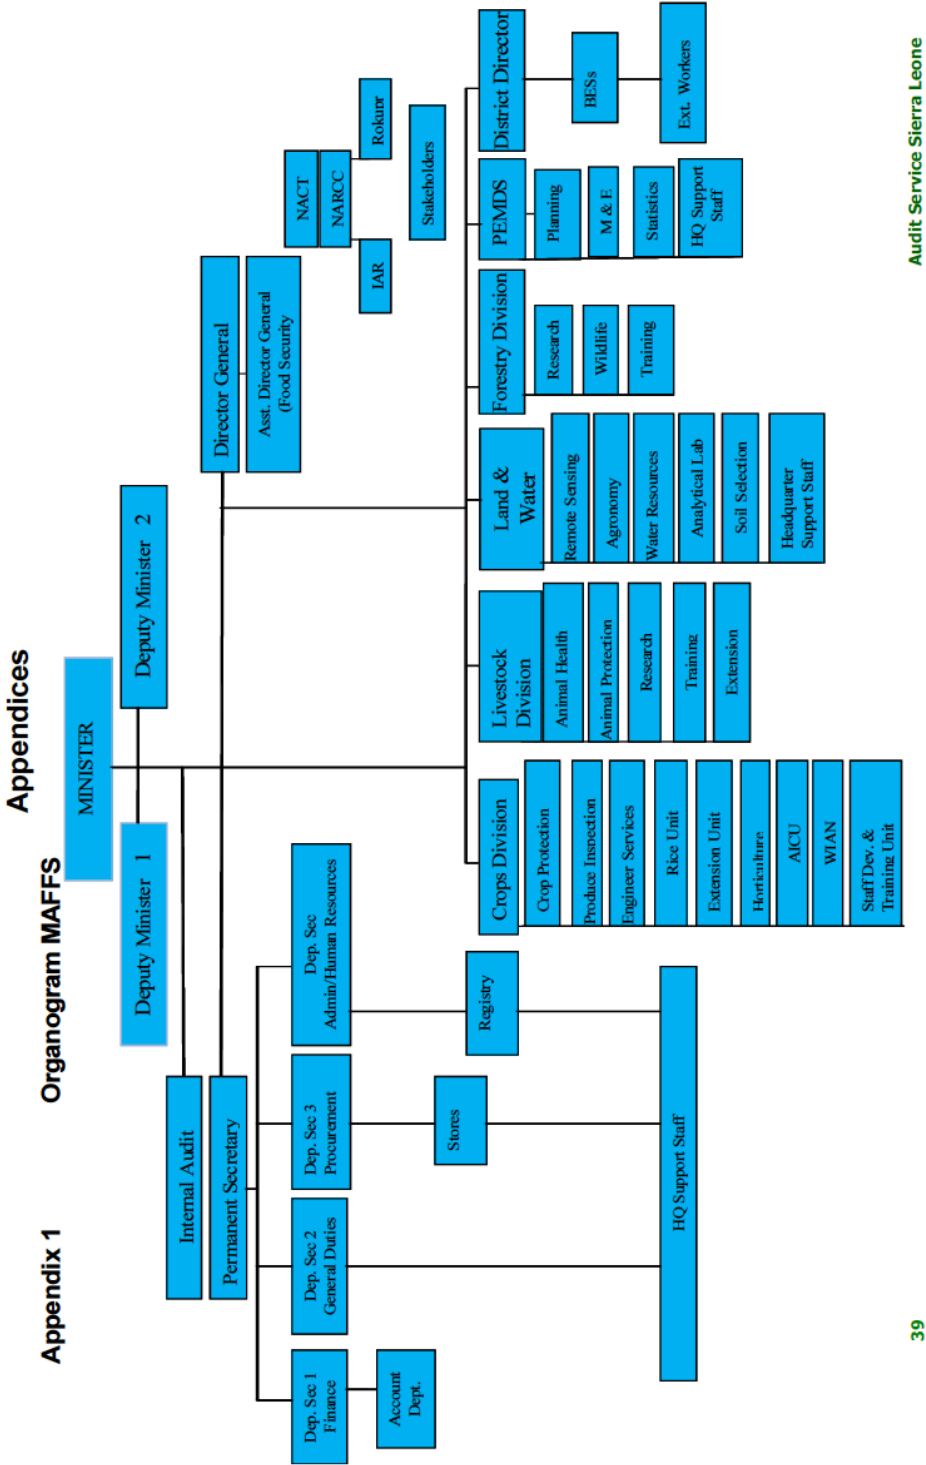 Appendices
Appendix 1
Organogram MAFFS
MINISTER
Deputy Minister 1
Deputy Minister 2
Internal Audit
Permanent Secretary
Director General
Asst. Director General
(Food Security)
NACT
NARCC
IAR
Rokupr
Stakeholders
Dep. Sec 1
Finance
Dep. Sec 2
General Duties
Dep. Sec 3
Procurement
Dep. Sec
Admin/Human Resources
Account
Dept.
Stores
Registry
HQ Support Staff
Crops Division
Crop Protection
Produce Inspection
Engineer Services
Rice Unit
Extension Unit
Horticulture
AICU
WIAN
Staff Dev. &
Training Unit
Livestock
Division
Animal Health
Animal Protection
Research
Training
Extension
Land &
Water
Remote Sensing
Agronomy
Water Resources
Analytical Lab
Soil Selection
Headquarter
Support Staff
Forestry Division
Research
Wildlife
Training
PEMDS
Planning
M & E
Statistics
HQ Support
Staff
District Director
BESs
Ext. Workers
39
Audit Service Sierra Leone